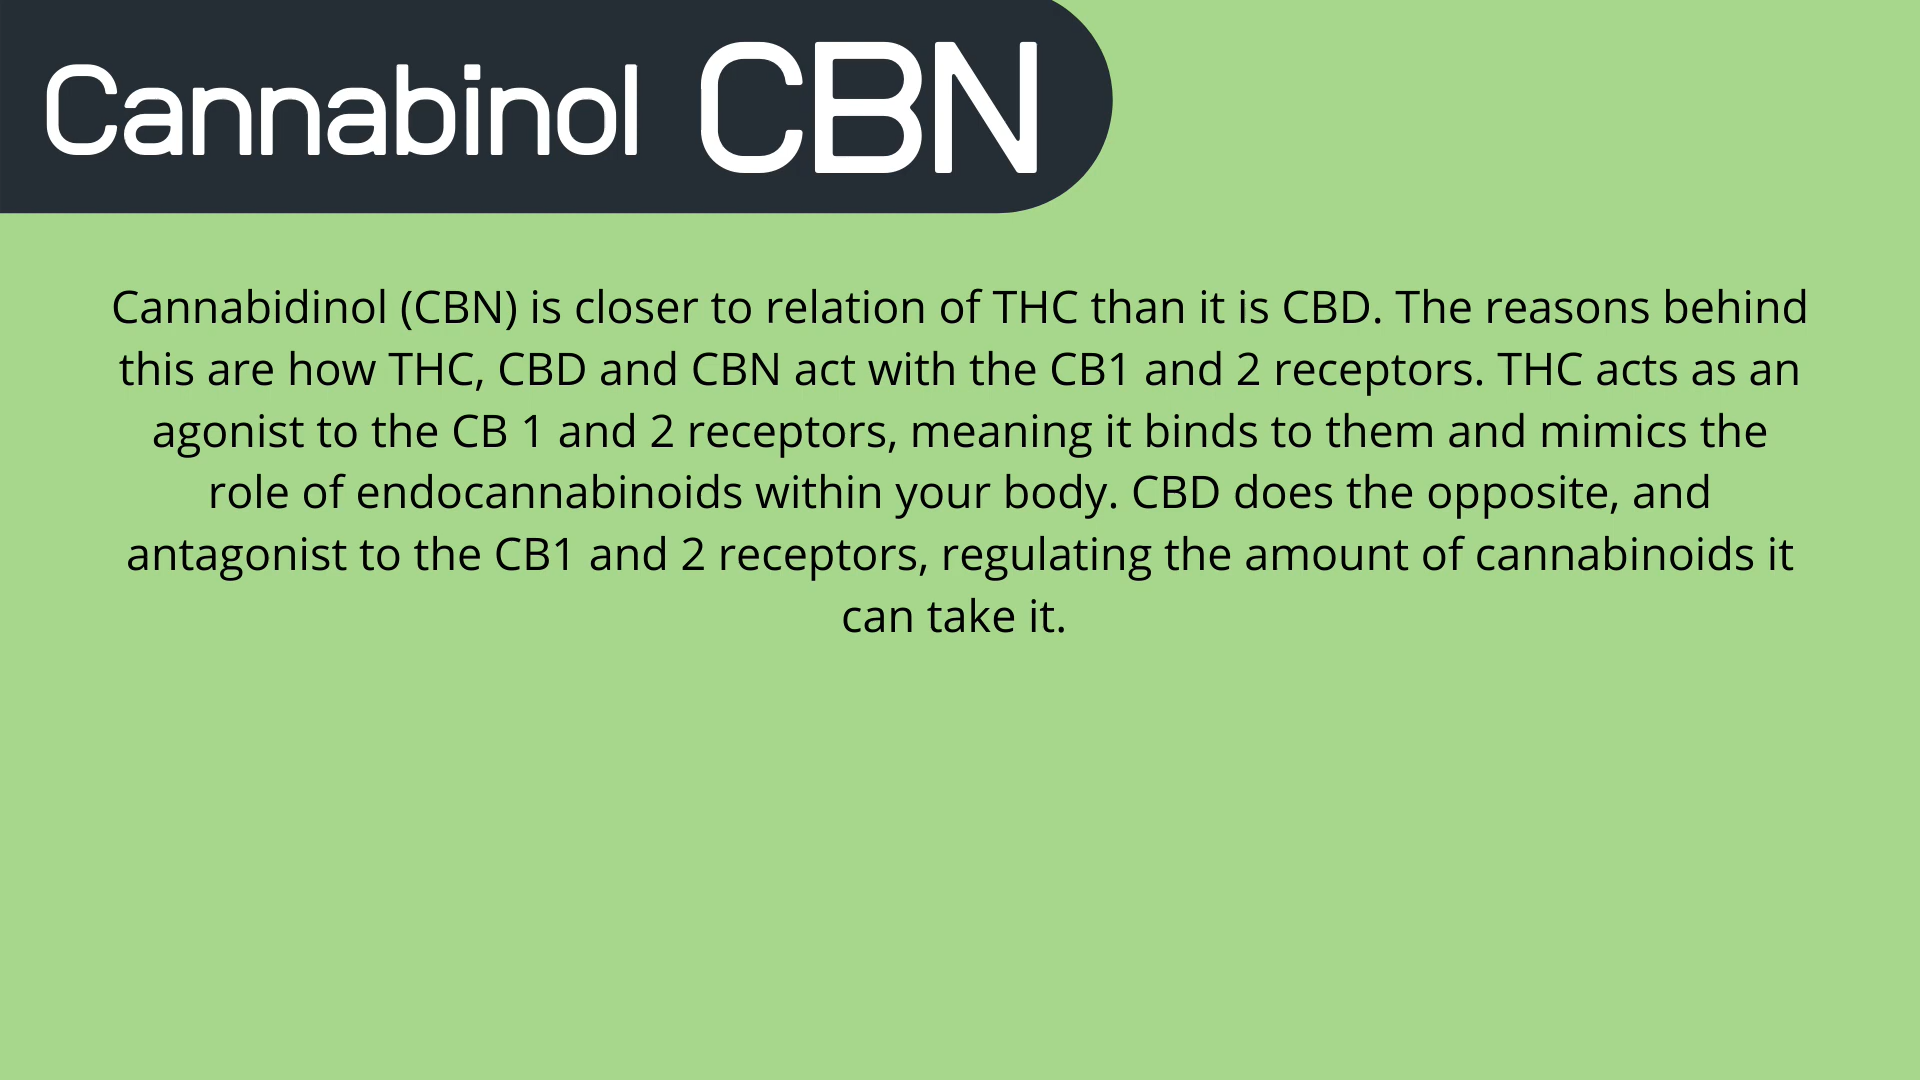 Cannabinol CBN
Cannabidinol (CBN) is closer to relation of THC than it is CBD. The reasons behind
this are how THC, CBD and CBN act with the CB1 and 2 receptors. THC acts as an
agonist to the CB 1 and 2 receptors, meaning it binds to them and mimics the
role of endocannabinoids within your body. CBD does the opposite, and
antagonist to the CB1 and 2 receptors, regulating the amount of cannabinoids it
can take it.